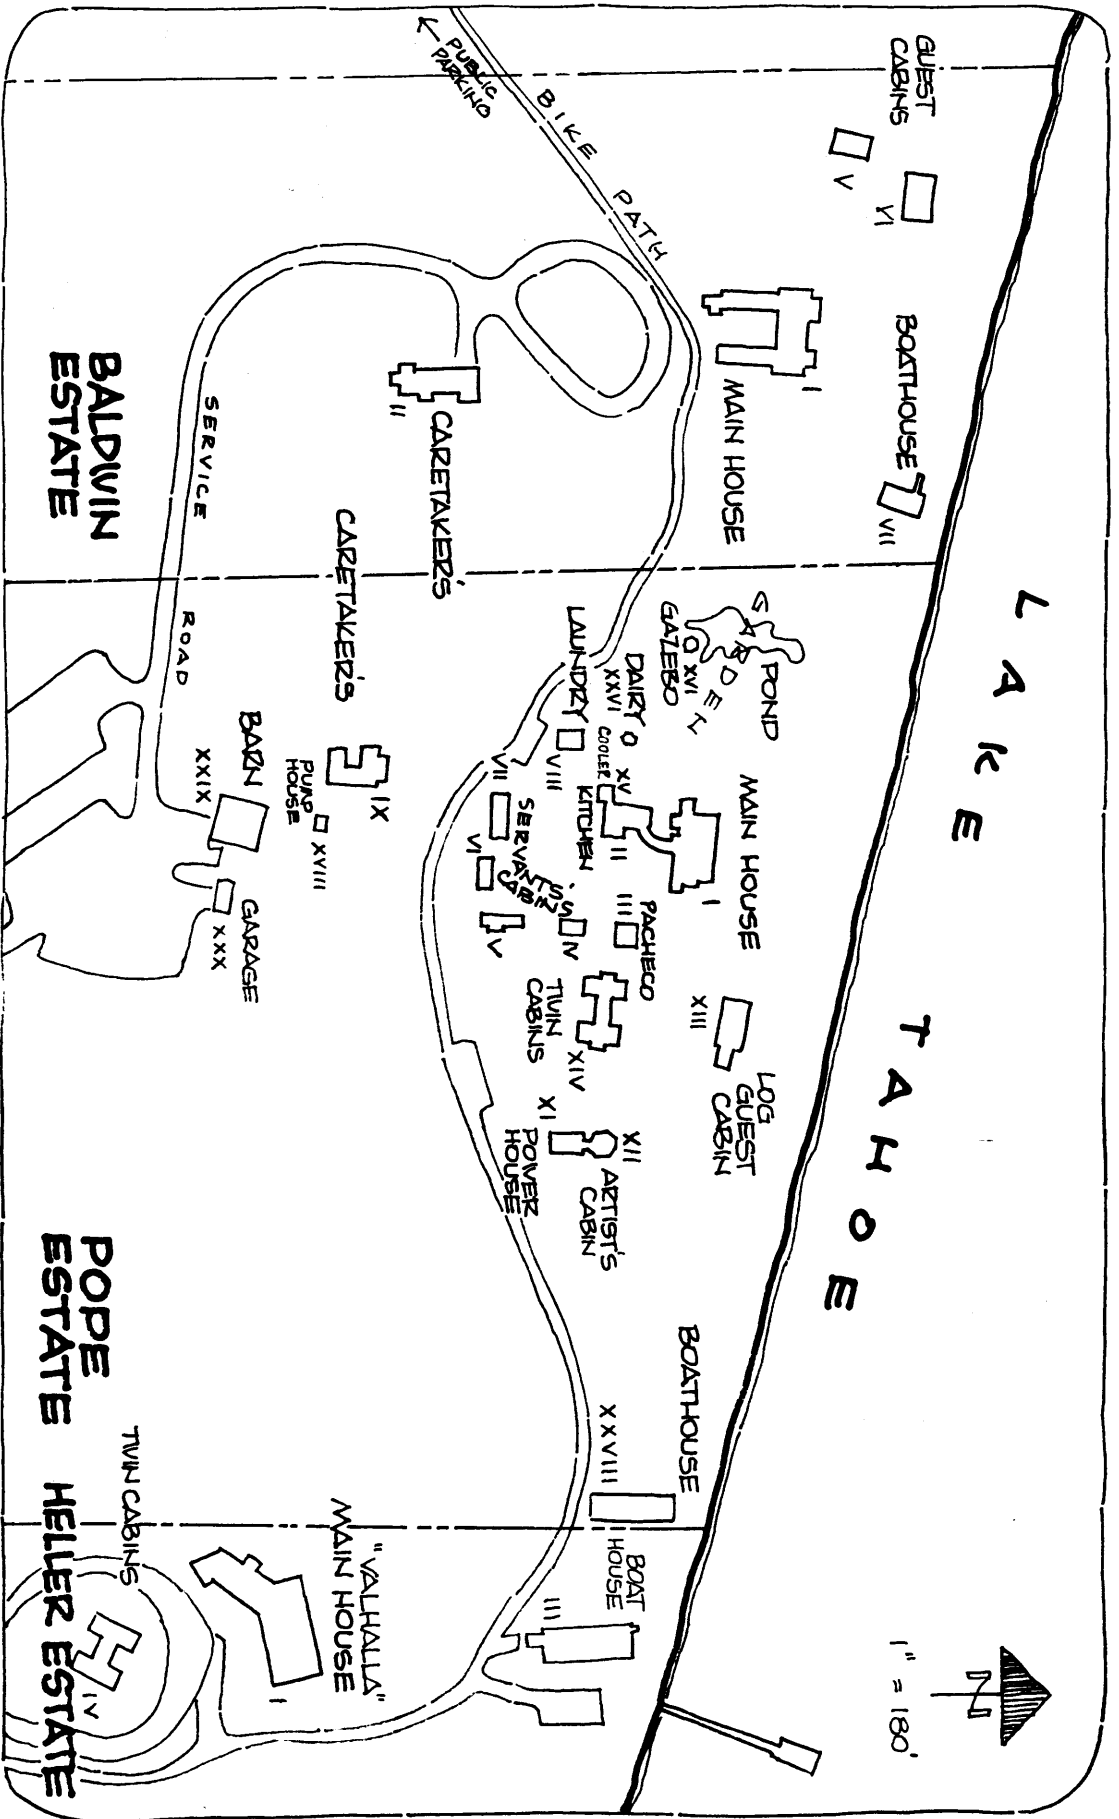 LAKE TAHOE
N
1" = 180'
GUEST
CABINS
V
VI
BOATHOUSE
VII
MAIN HOUSE
I
BIKE PATH
PUBLIC
PARKING
CARETAKER'S
II
SERVICE ROAD
BALDWIN
ESTATE
POND
GARDEN
GAZEBO
XVI
DAIRY
XXVI
LAUNDRY
VIII
COOLER
XV
KITCHEN
II
MAIN HOUSE
I
SERVANTS'
CABINS
VII
VI
V
IV
PACHECO
III
TWIN
CABINS
XIV
LOG
GUEST
CABIN
XIII
XI
POWER
HOUSE
XII
ARTIST'S
CABIN
BOATHOUSE
XXVIII
CARETAKER'S
IX
PUMP
HOUSE
XVIII
BARN
XXIX
GARAGE
XXX
POPE
ESTATE
BOAT
HOUSE
III
"VALHALLA"
MAIN HOUSE
I
TWIN CABINS
IV
HELLER ESTATE